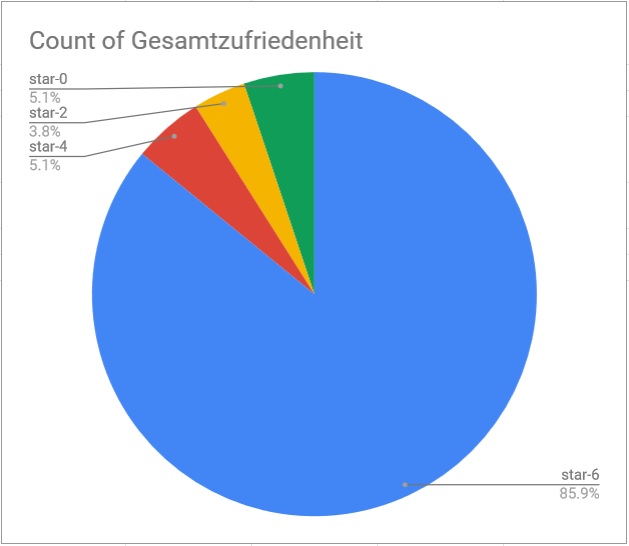 Count of Gesamtzufriedenheit
star-0
5.1%
star-2
3.8%
star-4
5.1%
star-6
85.9%